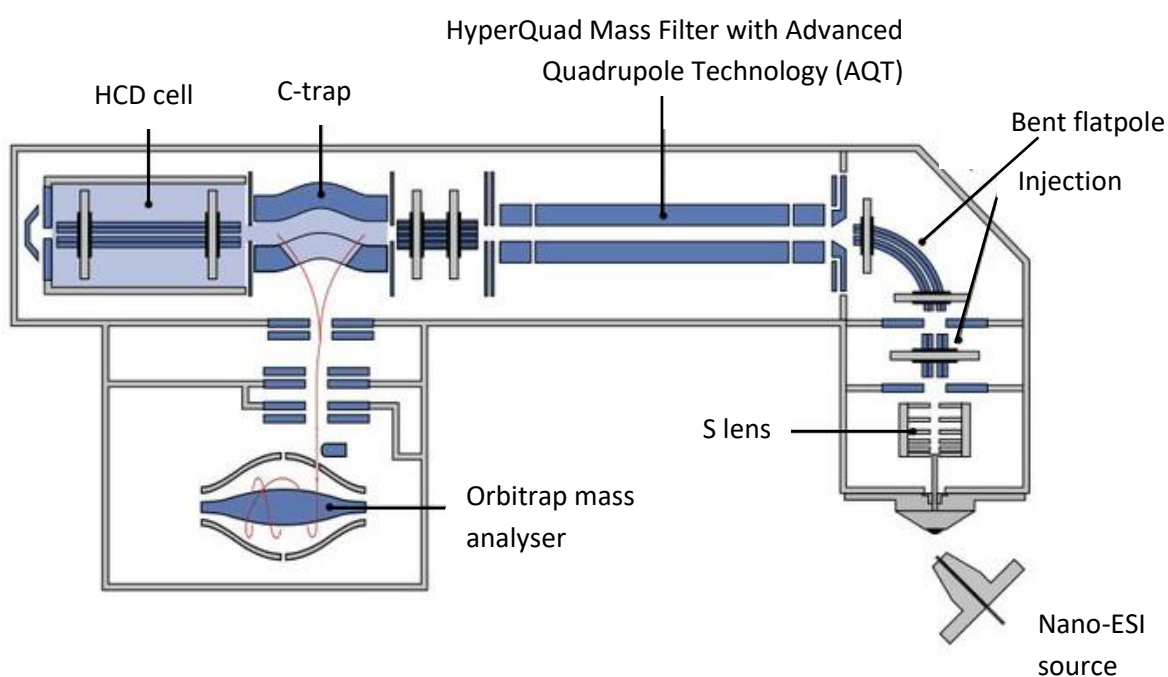 HyperQuad Mass Filter with Advanced
Quadrupole Technology (AQT)
HCD cell
C-trap
Bent flatpole
Injection
S lens
Orbitrap mass
analyser
Nano-ESI
source